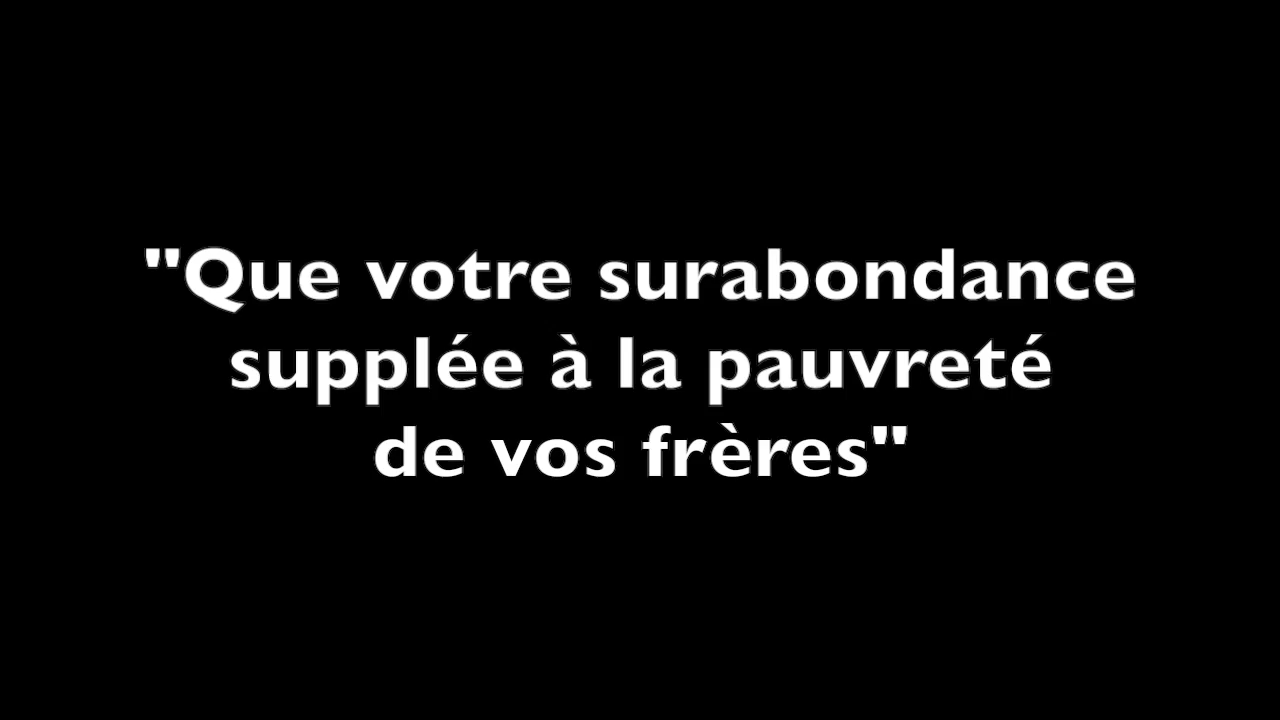 "Que votre surabondance
supplée à la pauvreté
de vos frères"